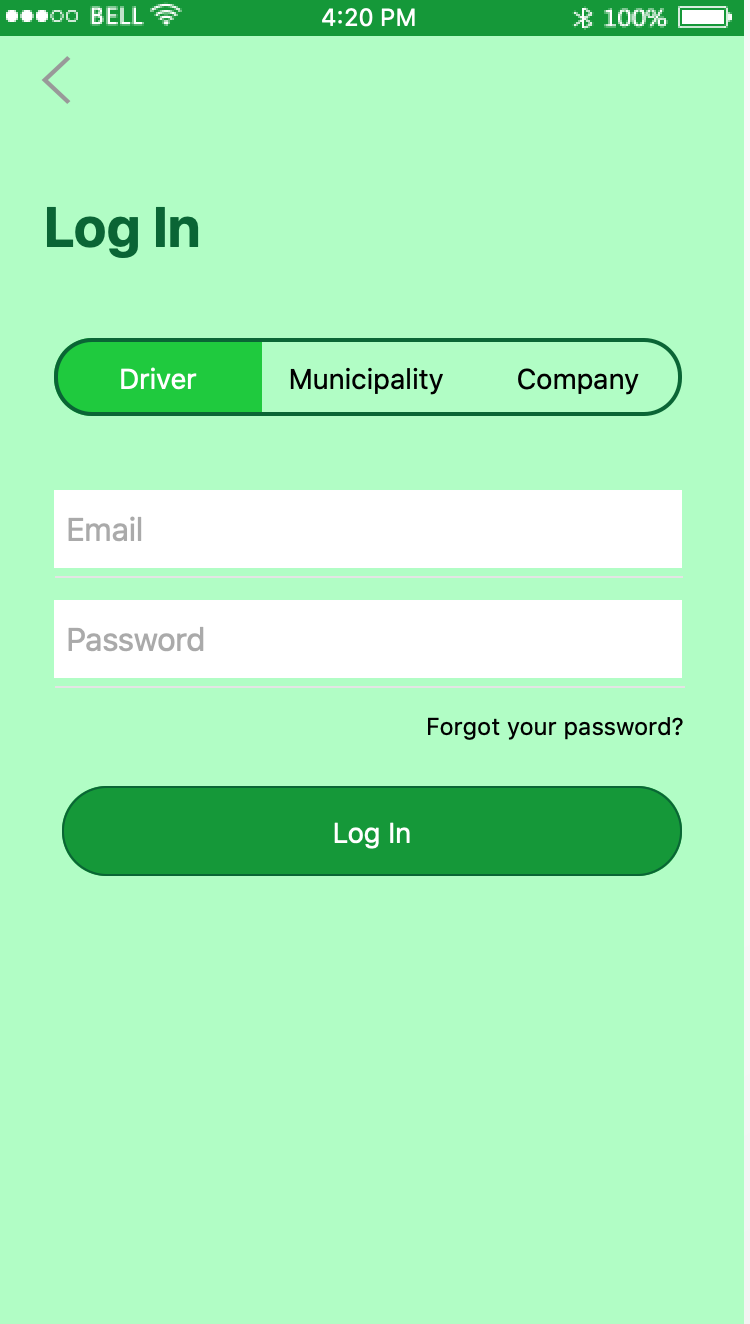 BELL 4:20 PM 100%
Log In
Driver Municipality Company
Email
Password
Forgot your password?
Log In